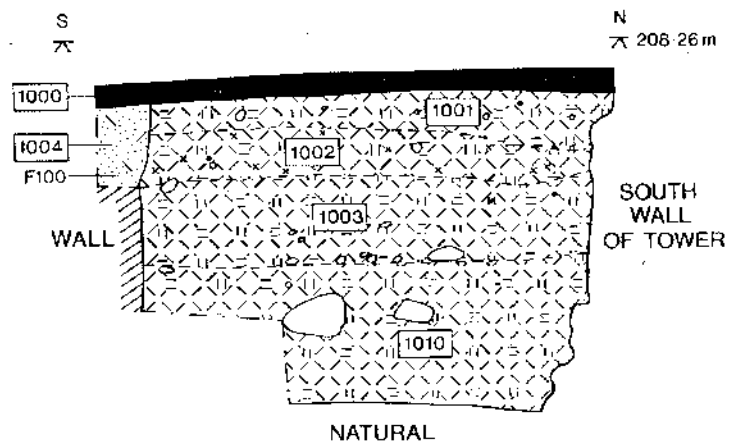 S
N
208·26 m
1000
1001
1004
1002
F100
1003
SOUTH
WALL
OF TOWER
WALL
1010
NATURAL